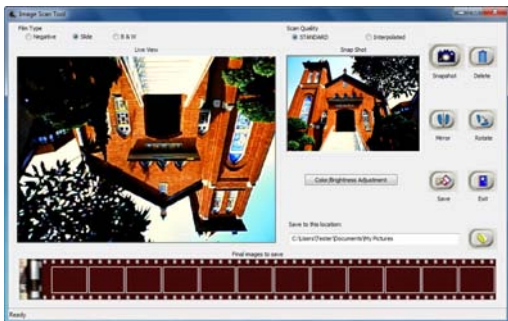 Image Scan Tool
Film Type
Negative
Slide
B & W
Scan Quality
STANDARD
Interpolated
Live View
Snap Shot
Snapshot
Delete
Mirror
Rotate
Color/Brightness Adjustment
Save
Exit
Save to this location:
C:\Users\Tester\Documents\My Pictures
Final images to save
Ready